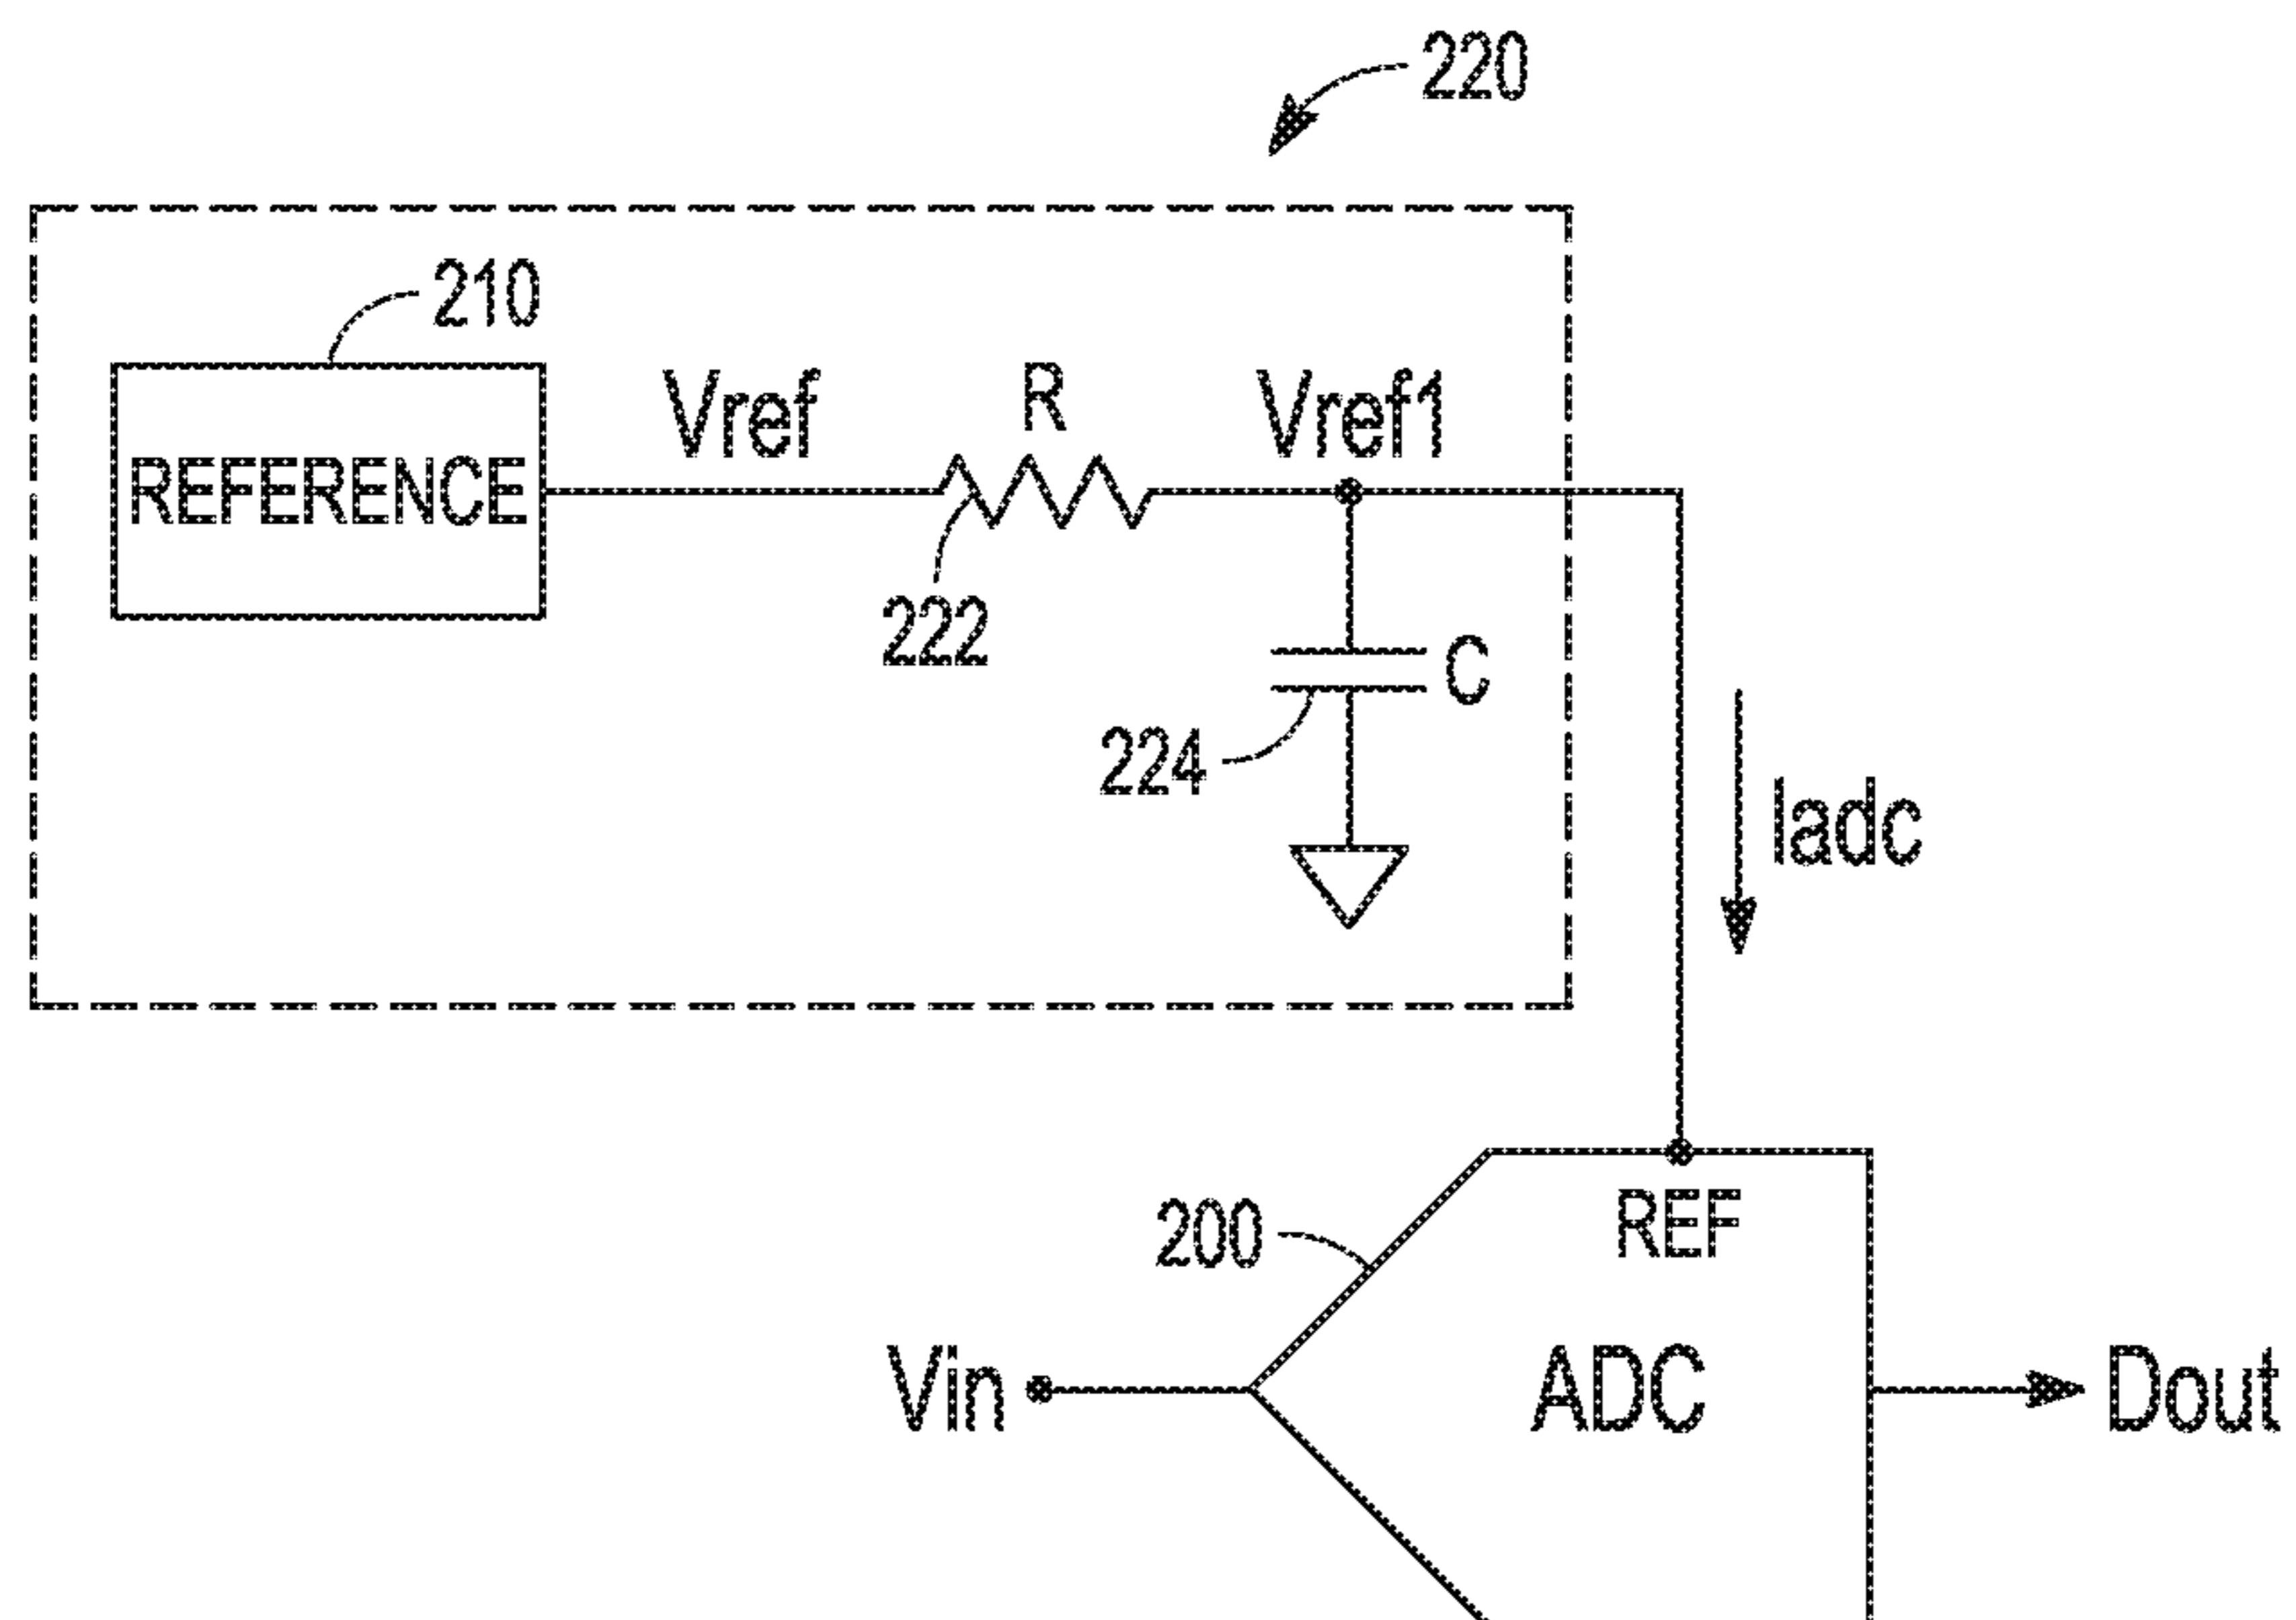 220
210
Vref
R
Vref1
REFERENCE
222
C
224
Iadc
200
REF
Vin
ADC
Dout